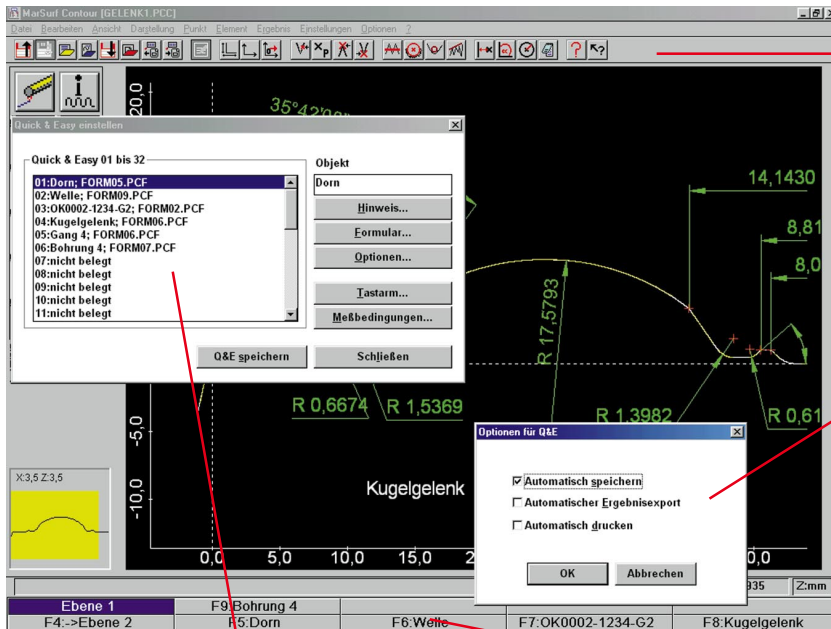 MarSurf Contour [GELENK1.PCC]
Datei Bearbeiten Ansicht Darstellung Punkt Element Ergebnis Einstellungen Optionen ?
20,0
35°42'
Quick & Easy einstellen
Quick & Easy 01 bis 32
01:Dorn; FORM05.PCF
02:Welle; FORM09.PCF
03:OK0002-1234-G2; FORM02.PCF
04:Kugelgelenk; FORM06.PCF
05:Gang 4; FORM06.PCF
06:Bohrung 4; FORM07.PCF
07:nicht belegt
08:nicht belegt
09:nicht belegt
10:nicht belegt
11:nicht belegt
Objekt
Dorn
Hinweis...
Formular...
Optionen...
Tastarm...
Meßbedingungen...
Q&E speichern
Schließen
14,1430
8,81
8,0
R 17,5793
R 0,6674
R 1,5369
R 1,3982
R 0,61
-5,0
-10,0
Kugelgelenk
X:3,5 Z:3,5
Optionen für Q&E
Automatisch speichern
Automatischer Ergebnisexport
Automatisch drucken
OK
Abbrechen
0,0 5,0 10,0 15,0 2 0,0
935 Z:mm
Ebene 1 F9:Bohrung 4
F4:->Ebene 2 F5:Dorn F6:Welle F7:OK0002-1234-G2 F8:Kugelgelenk